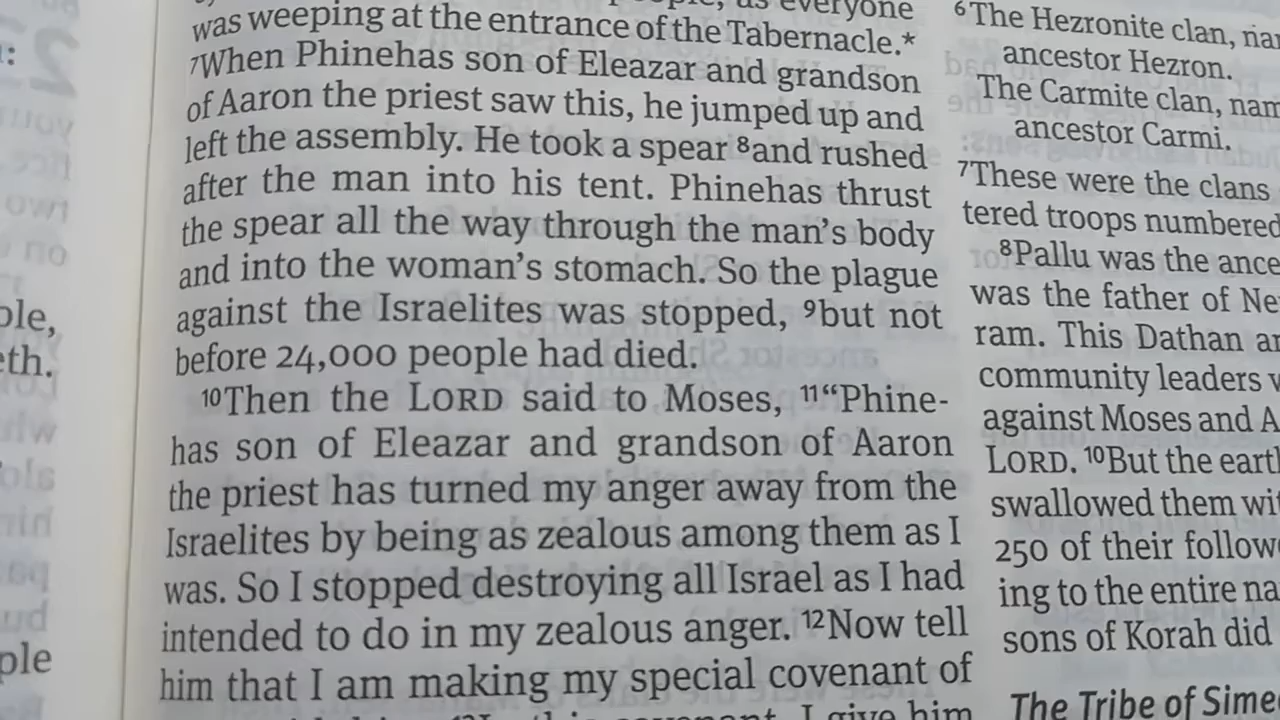 as everyone
was weeping at the entrance of the Tabernacle.*
7When Phinehas son of Eleazar and grandson
of Aaron the priest saw this, he jumped up and
left the assembly. He took a spear 8and rushed
after the man into his tent. Phinehas thrust
the spear all the way through the man's body
and into the woman's stomach. So the plague
against the Israelites was stopped, 9but not
before 24,000 people had died.
10Then the LORD said to Moses, 11“Phine-
has son of Eleazar and grandson of Aaron
the priest has turned my anger away from the
Israelites by being as zealous among them as I
was. So I stopped destroying all Israel as I had
intended to do in my zealous anger. 12Now tell
him that I am making my special covenant of
I give him
6The Hezronite clan,
ancestor Hezron.
The Carmite clan,
ancestor Carmi.
7These were the clans
tered troops numbered
8Pallu was the
was the father of
ram. This Dathan
community leaders
against Moses and
LORD. 10But the
swallowed them
250 of their
ing to the entire
sons of Korah did
The Tribe of